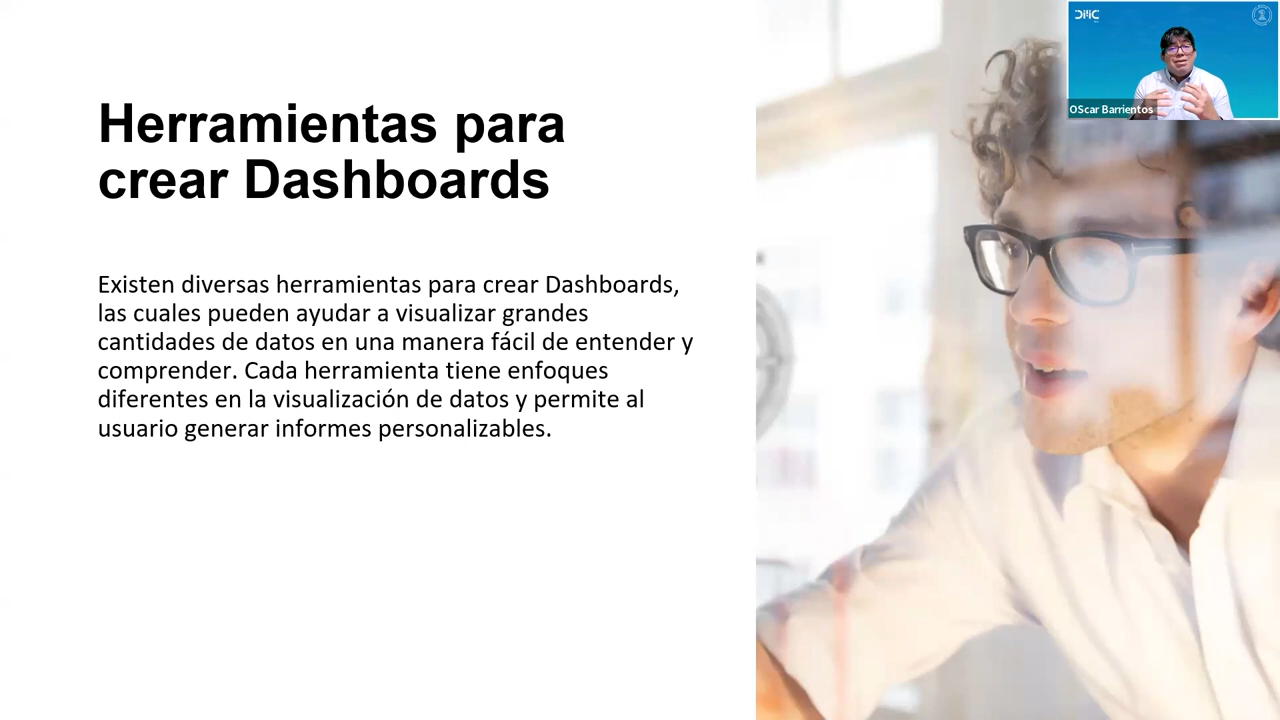 Herramientas para
crear Dashboards
Existen diversas herramientas para crear Dashboards,
las cuales pueden ayudar a visualizar grandes
cantidades de datos en una manera fácil de entender y
comprender. Cada herramienta tiene enfoques
diferentes en la visualización de datos y permite al
usuario generar informes personalizables.
DMC
OScar Barrientos